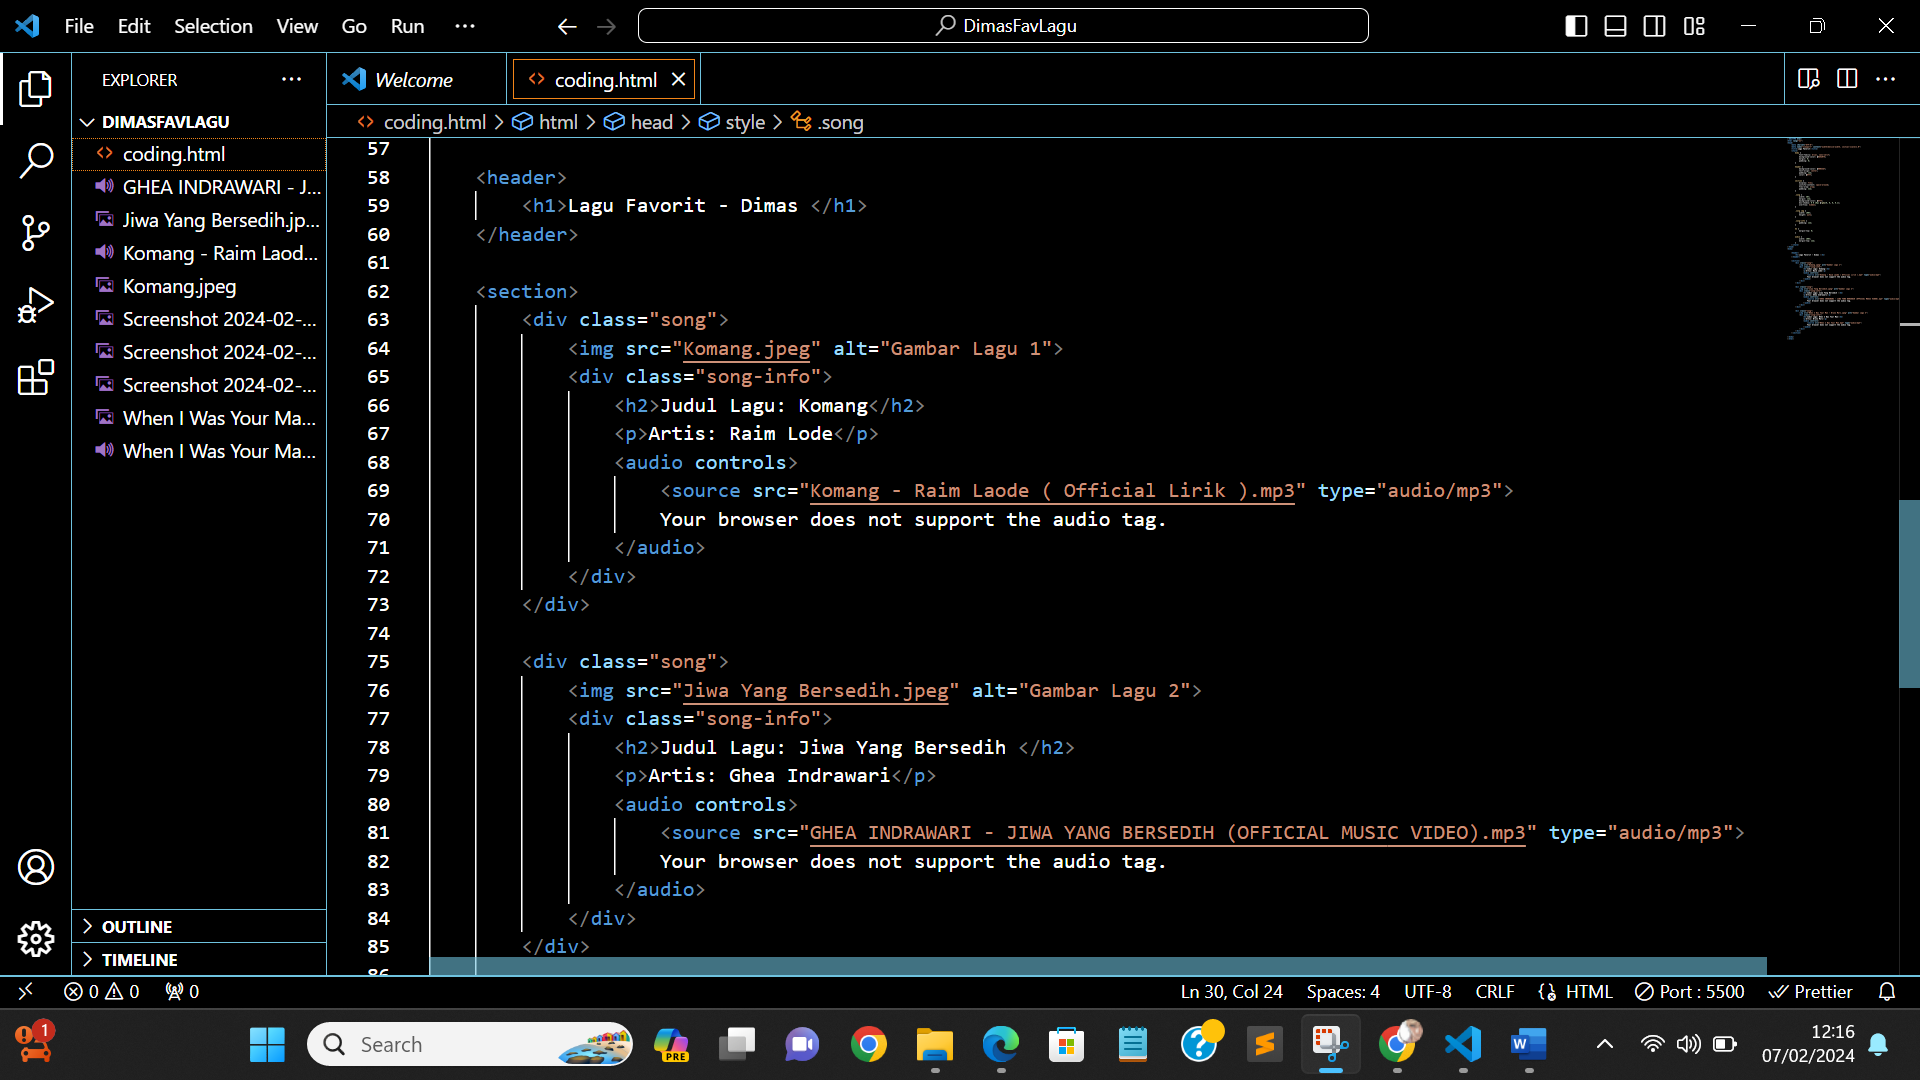 File Edit Selection View Go Run ··· DimasFavLagu
EXPLORER ···
DIMASFAVLAGU
coding.html
GHEA INDRAWARI - J...
Jiwa Yang Bersedih.jp...
Komang - Raim Laod...
Komang.jpeg
Screenshot 2024-02-...
Screenshot 2024-02-...
Screenshot 2024-02-...
When I Was Your Ma...
When I Was Your Ma...
OUTLINE
TIMELINE
Welcome coding.html
coding.html > html > head > style > .song
57
58 <header>
59 <h1>Lagu Favorit - Dimas </h1>
60 </header>
61
62 <section>
63 <div class="song">
64 <img src="Komang.jpeg" alt="Gambar Lagu 1">
65 <div class="song-info">
66 <h2>Judul Lagu: Komang</h2>
67 <p>Artis: Raim Lode</p>
68 <audio controls>
69 <source src="Komang - Raim Laode ( Official Lirik ).mp3" type="audio/mp3">
70 Your browser does not support the audio tag.
71 </audio>
72 </div>
73 </div>
74
75 <div class="song">
76 <img src="Jiwa Yang Bersedih.jpeg" alt="Gambar Lagu 2">
77 <div class="song-info">
78 <h2>Judul Lagu: Jiwa Yang Bersedih </h2>
79 <p>Artis: Ghea Indrawari</p>
80 <audio controls>
81 <source src="GHEA INDRAWARI - JIWA YANG BERSEDIH (OFFICIAL MUSIC VIDEO).mp3" type="audio/mp3">
82 Your browser does not support the audio tag.
83 </audio>
84 </div>
85 </div>
86
0 0 0 Ln 30, Col 24 Spaces: 4 UTF-8 CRLF HTML Port : 5500 Prettier
1 Search PRE 12:16
07/02/2024